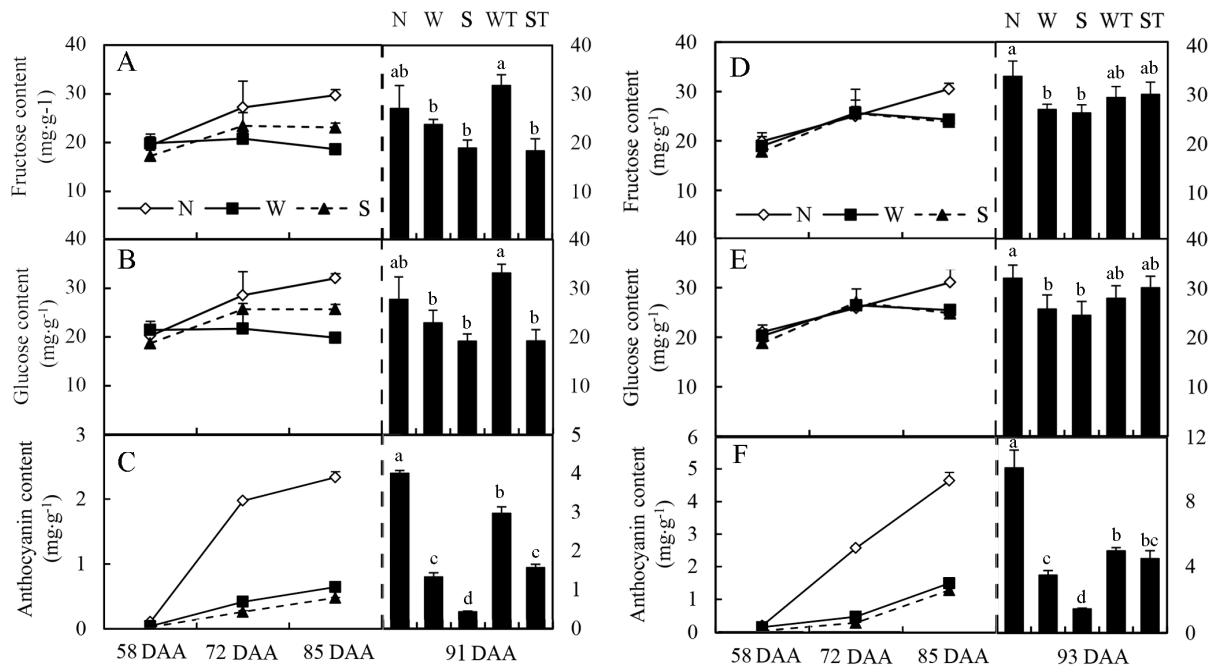 N W S WT ST
N W S WT ST
A
Fructose content
(mg·g-1)
40
30
20
10
40
N W S
ab b b a b
40
30
20
10
40
D
Fructose content
(mg·g-1)
40
30
20
10
40
N W S
a b b ab ab
40
30
20
10
40
B
Glucose content
(mg·g-1)
30
20
10
3
ab b b a b
30
20
10
5
E
Glucose content
(mg·g-1)
30
20
10
6
a b b ab ab
30
20
10
12
C
Anthocyanin content
(mg·g-1)
2
1
0
a c d b c
4
3
2
1
0
F
Anthocyanin content
(mg·g-1)
5
4
3
2
1
0
a c d b bc
8
4
0
58 DAA 72 DAA 85 DAA 91 DAA
58 DAA 72 DAA 85 DAA 93 DAA